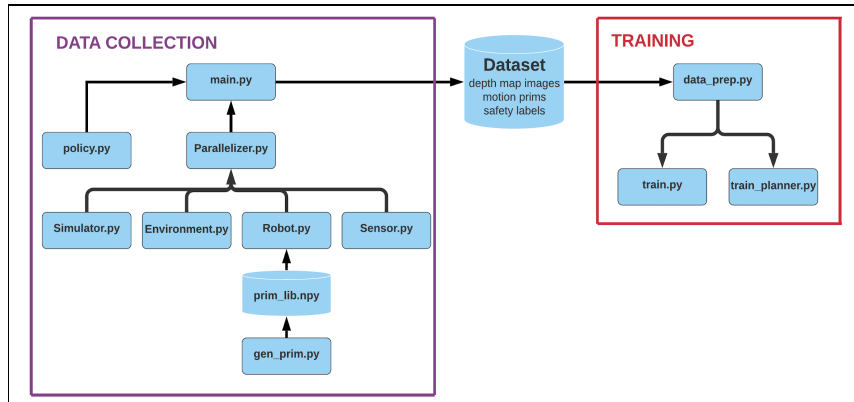 DATA COLLECTION
main.py
policy.py
Parallelizer.py
Simulator.py
Environment.py
Robot.py
Sensor.py
prim_lib.npy
gen_prim.py
Dataset
depth map images
motion prims
safety labels
TRAINING
data_prep.py
train.py
train_planner.py